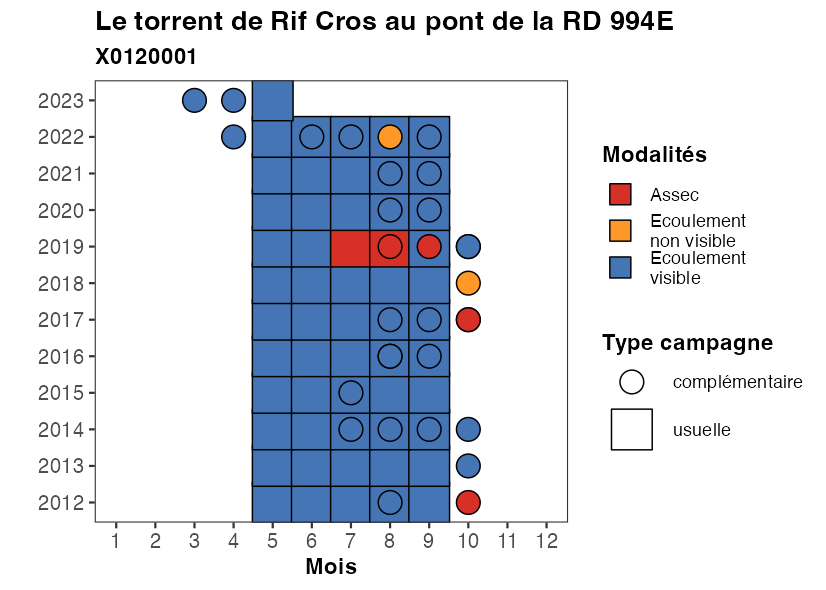 Le torrent de Rif Cros au pont de la RD 994E
X0120001
2023
2022
2021
2020
2019
2018
2017
2016
2015
2014
2013
2012
1 2 3 4 5 6 7 8 9 10 11 12
Mois
Modalités
Assec
Ecoulement
non visible
Ecoulement
visible
Type campagne
complémentaire
usuelle